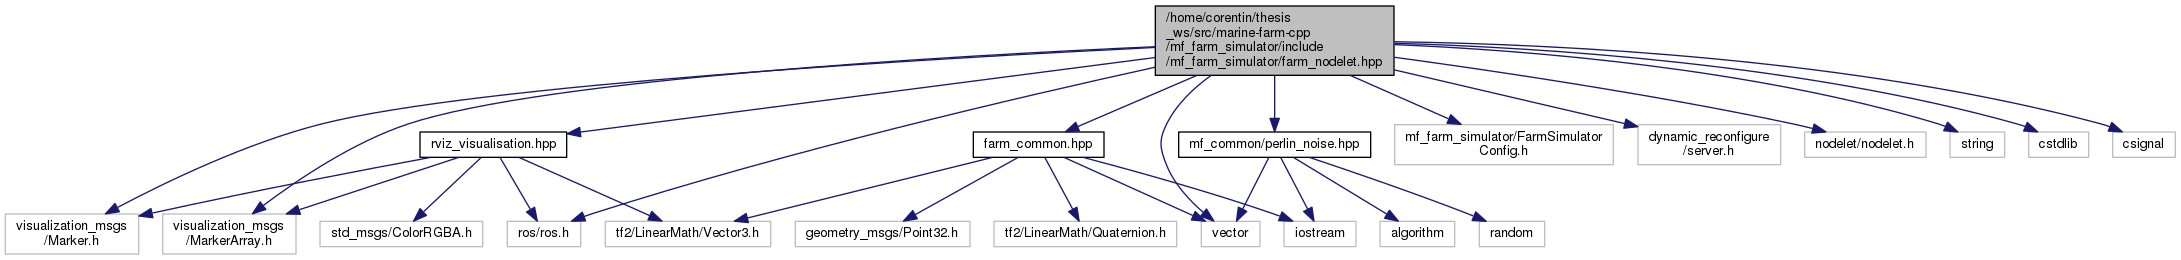 /home/corentin/thesis
_ws/src/marine-farm-cpp
/mf_farm_simulator/include
/mf_farm_simulator/farm_nodelet.hpp
rviz_visualisation.hpp
farm_common.hpp
mf_common/perlin_noise.hpp
mf_farm_simulator/FarmSimulator
Config.h
dynamic_reconfigure
/server.h
nodelet/nodelet.h
string
cstdlib
csignal
visualization_msgs
/Marker.h
visualization_msgs
/MarkerArray.h
std_msgs/ColorRGBA.h
ros/ros.h
tf2/LinearMath/Vector3.h
geometry_msgs/Point32.h
tf2/LinearMath/Quaternion.h
vector
iostream
algorithm
random